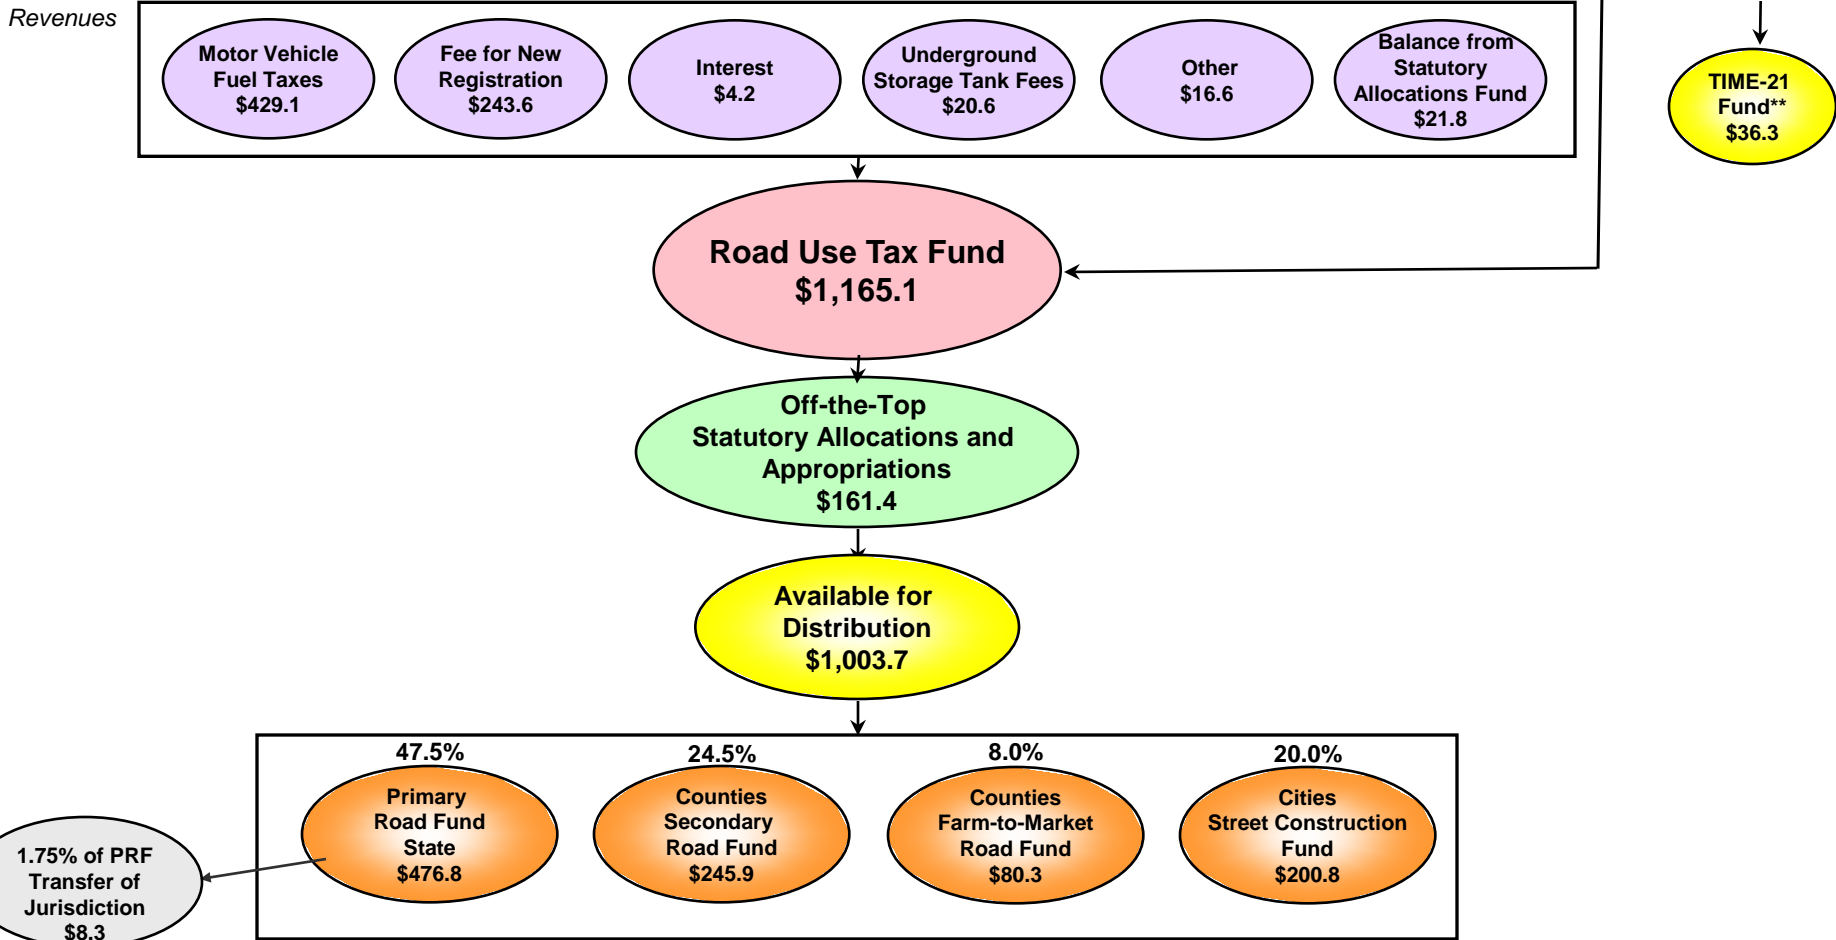 Revenues
Motor Vehicle
Fuel Taxes
$429.1
Fee for New
Registration
$243.6
Interest
$4.2
Underground
Storage Tank Fees
$20.6
Other
$16.6
Balance from
Statutory
Allocations Fund
$21.8
TIME-21
Fund**
$36.3
Road Use Tax Fund
$1,165.1
Off-the-Top
Statutory Allocations and
Appropriations
$161.4
Available for
Distribution
$1,003.7
47.5%
Primary
Road Fund
State
$476.8
24.5%
Counties
Secondary
Road Fund
$245.9
8.0%
Counties
Farm-to-Market
Road Fund
$80.3
20.0%
Cities
Street Construction
Fund
$200.8
1.75% of PRF
Transfer of
Jurisdiction
$8.3